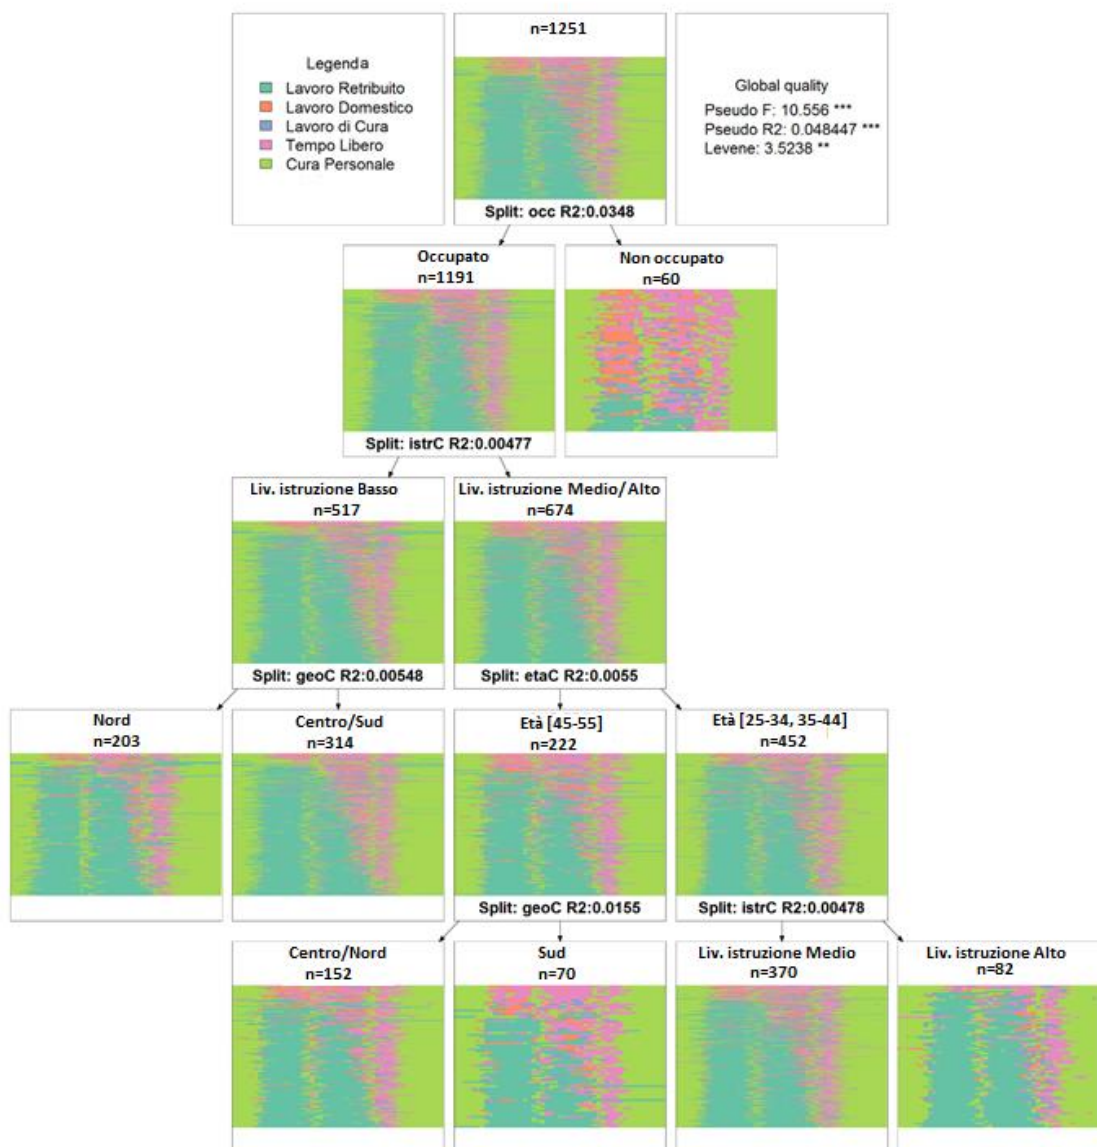 n=1251
Legenda
Lavoro Retribuito
Lavoro Domestico
Lavoro di Cura
Tempo Libero
Cura Personale
Global quality
Pseudo F: 10.556 ***
Pseudo R2: 0.048447 ***
Levene: 3.5238 **
Split: occ R2:0.0348
Occupato
n=1191
Non occupato
n=60
Split: istrC R2:0.00477
Liv. istruzione Basso
n=517
Liv. istruzione Medio/Alto
n=674
Split: geoC R2:0.00548
Split: etaC R2:0.0055
Nord
n=203
Centro/Sud
n=314
Età [45-55]
n=222
Età [25-34, 35-44]
n=452
Split: geoC R2:0.0155
Split: istrC R2:0.00478
Centro/Nord
n=152
Sud
n=70
Liv. istruzione Medio
n=370
Liv. istruzione Alto
n=82